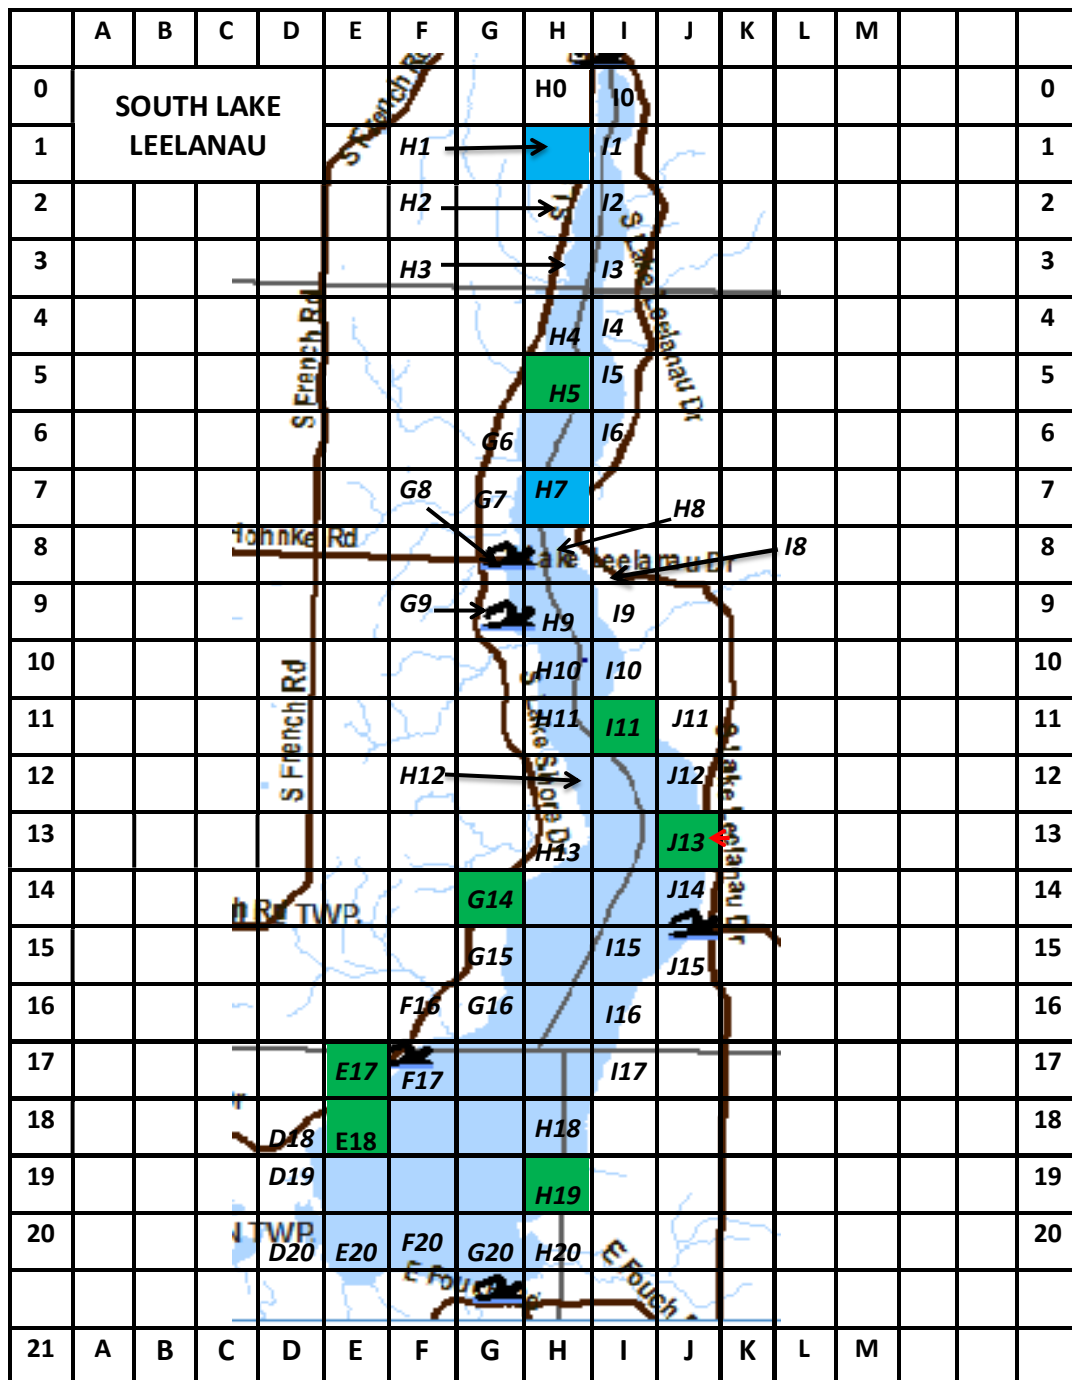 A B C D E F G H I J K L M
0 SOUTH LAKE H0 I0 0
S French Rd
1 LEELANAU H1 I1 1
2 H2 I2 2
S Lake Leelanau Dr
3 H3 I3 3
4 H4 I4 4
S French Rd
5 H5 I5 5
6 G6 I6 6
7 G8 G7 H7 H8 7
Hohnke Rd
8 Lake Leelanau Dr I8 8
9 G9 H9 I9 9
10 H10 I10 10
S French Rd
S Lake Shore Dr
11 H11 I11 J11 11
S Lake Leelanau Dr
12 H12 J12 12
13 H13 J13 13
14 G14 J14 14
TWP.
15 G15 I15 J15 15
16 F16 G16 I16 16
17 E17 F17 I17 17
18 D18 E18 H18 18
19 D19 H19 19
TWP.
20 D20 E20 F20 G20 H20 20
E Fouch
21 A B C D E F G H I J K L M